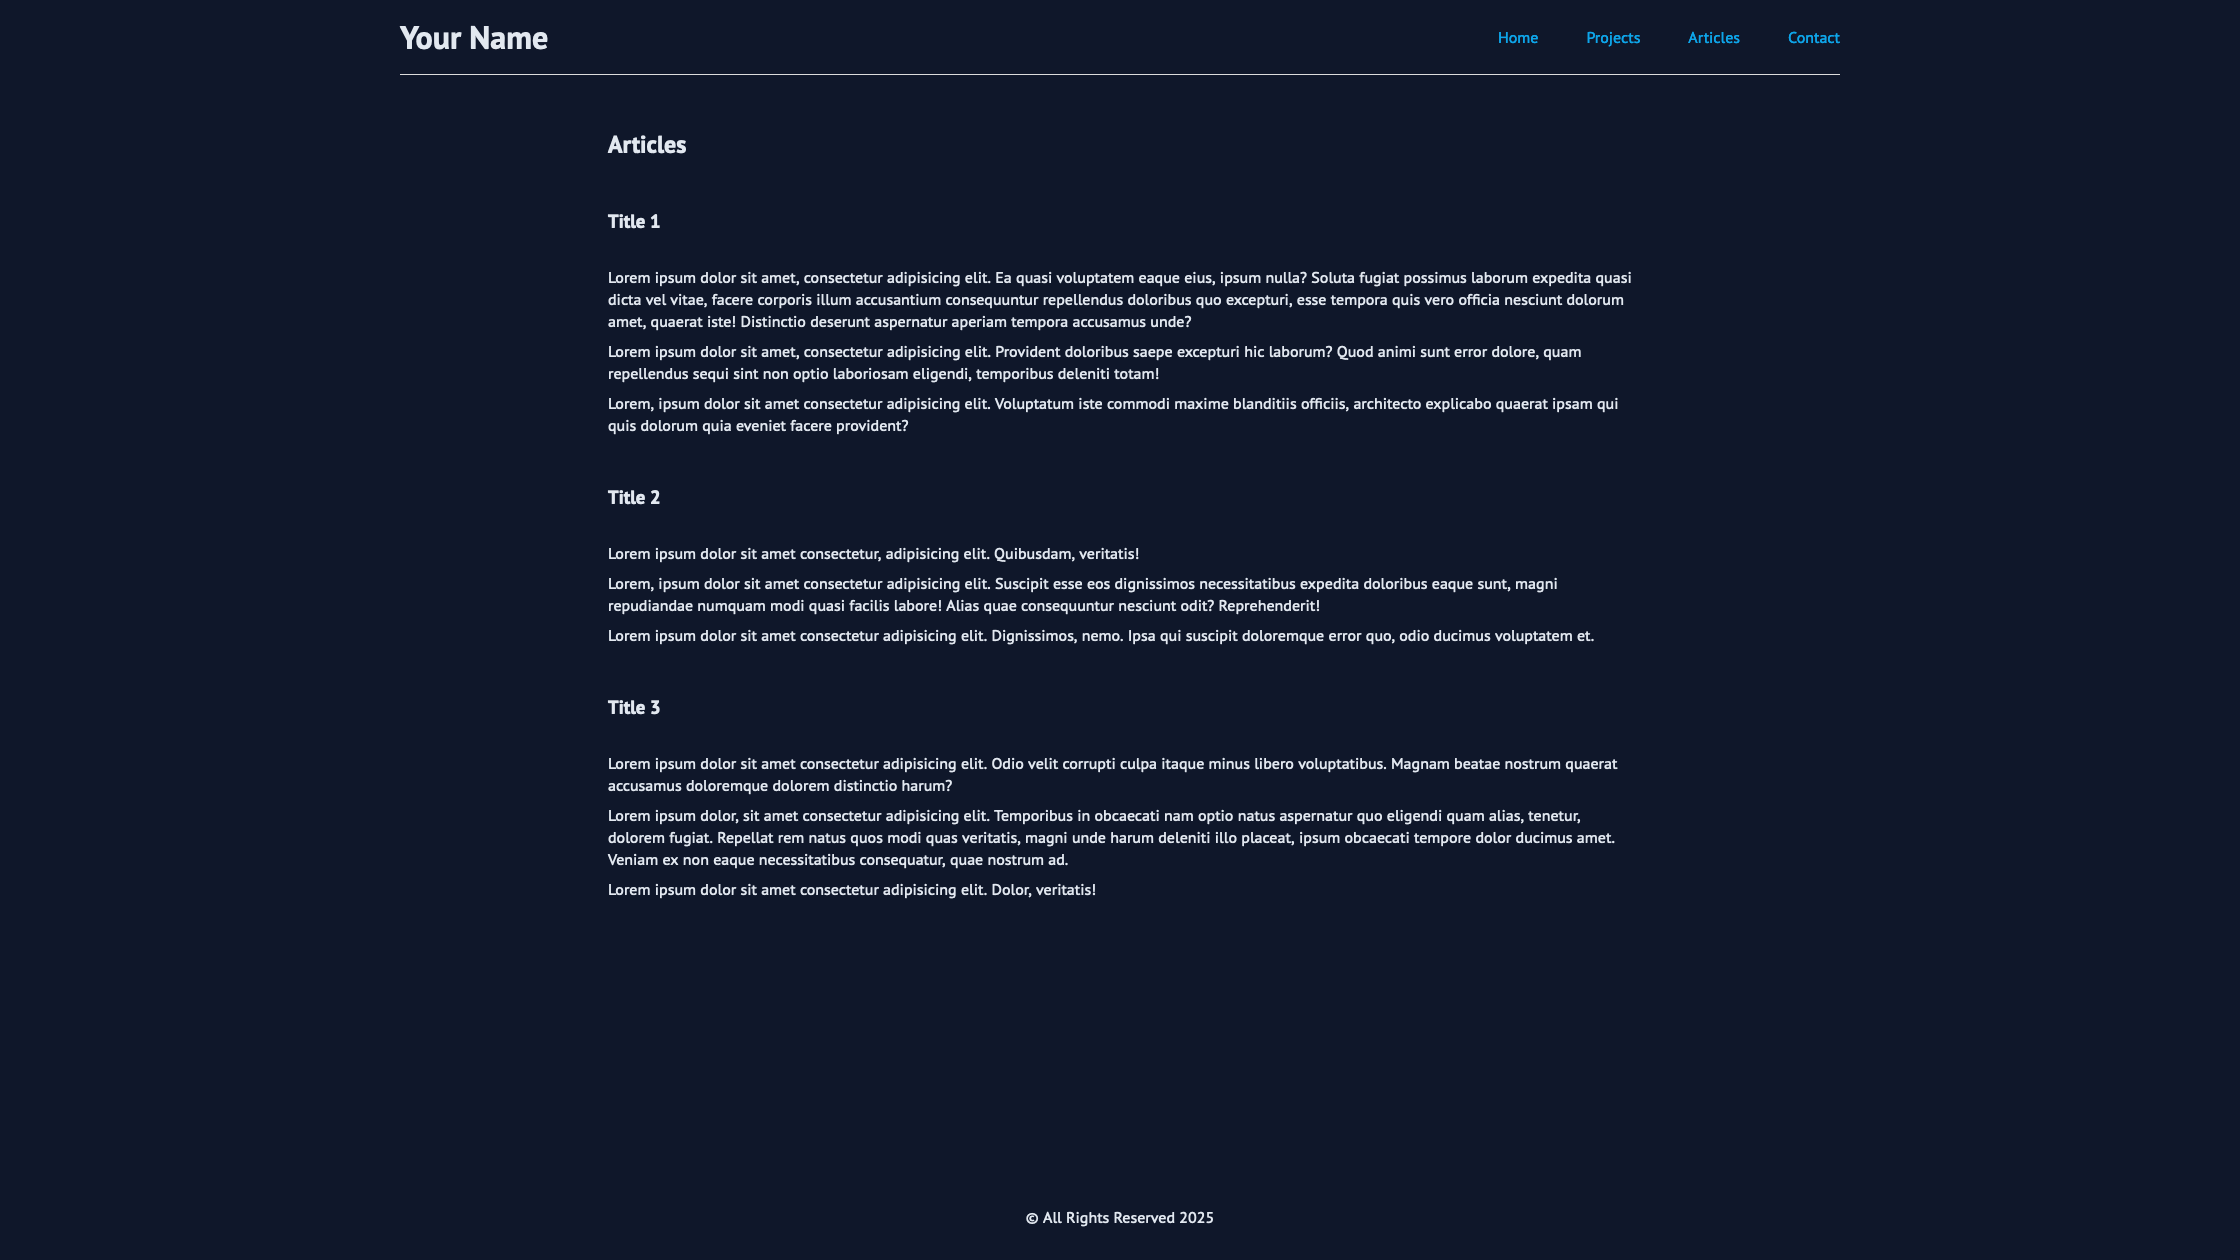 Your Name
Home Projects Articles Contact
Articles
Title 1
Lorem ipsum dolor sit amet, consectetur adipisicing elit. Ea quasi voluptatem eaque eius, ipsum nulla? Soluta fugiat possimus laborum expedita quasi
dicta vel vitae, facere corporis illum accusantium consequuntur repellendus doloribus quo excepturi, esse tempora quis vero officia nesciunt dolorum
amet, quaerat iste! Distinctio deserunt aspernatur aperiam tempora accusamus unde?
Lorem ipsum dolor sit amet, consectetur adipisicing elit. Provident doloribus saepe excepturi hic laborum? Quod animi sunt error dolore, quam
repellendus sequi sint non optio laboriosam eligendi, temporibus deleniti totam!
Lorem, ipsum dolor sit amet consectetur adipisicing elit. Voluptatum iste commodi maxime blanditiis officiis, architecto explicabo quaerat ipsam qui
quis dolorum quia eveniet facere provident?
Title 2
Lorem ipsum dolor sit amet consectetur, adipisicing elit. Quibusdam, veritatis!
Lorem, ipsum dolor sit amet consectetur adipisicing elit. Suscipit esse eos dignissimos necessitatibus expedita doloribus eaque sunt, magni
repudiandae numquam modi quasi facilis labore! Alias quae consequuntur nesciunt odit? Reprehenderit!
Lorem ipsum dolor sit amet consectetur adipisicing elit. Dignissimos, nemo. Ipsa qui suscipit doloremque error quo, odio ducimus voluptatem et.
Title 3
Lorem ipsum dolor sit amet consectetur adipisicing elit. Odio velit corrupti culpa itaque minus libero voluptatibus. Magnam beatae nostrum quaerat
accusamus doloremque dolorem distinctio harum?
Lorem ipsum dolor, sit amet consectetur adipisicing elit. Temporibus in obcaecati nam optio natus aspernatur quo eligendi quam alias, tenetur,
dolorem fugiat. Repellat rem natus quos modi quas veritatis, magni unde harum deleniti illo placeat, ipsum obcaecati tempore dolor ducimus amet.
Veniam ex non eaque necessitatibus consequatur, quae nostrum ad.
Lorem ipsum dolor sit amet consectetur adipisicing elit. Dolor, veritatis!
© All Rights Reserved 2025